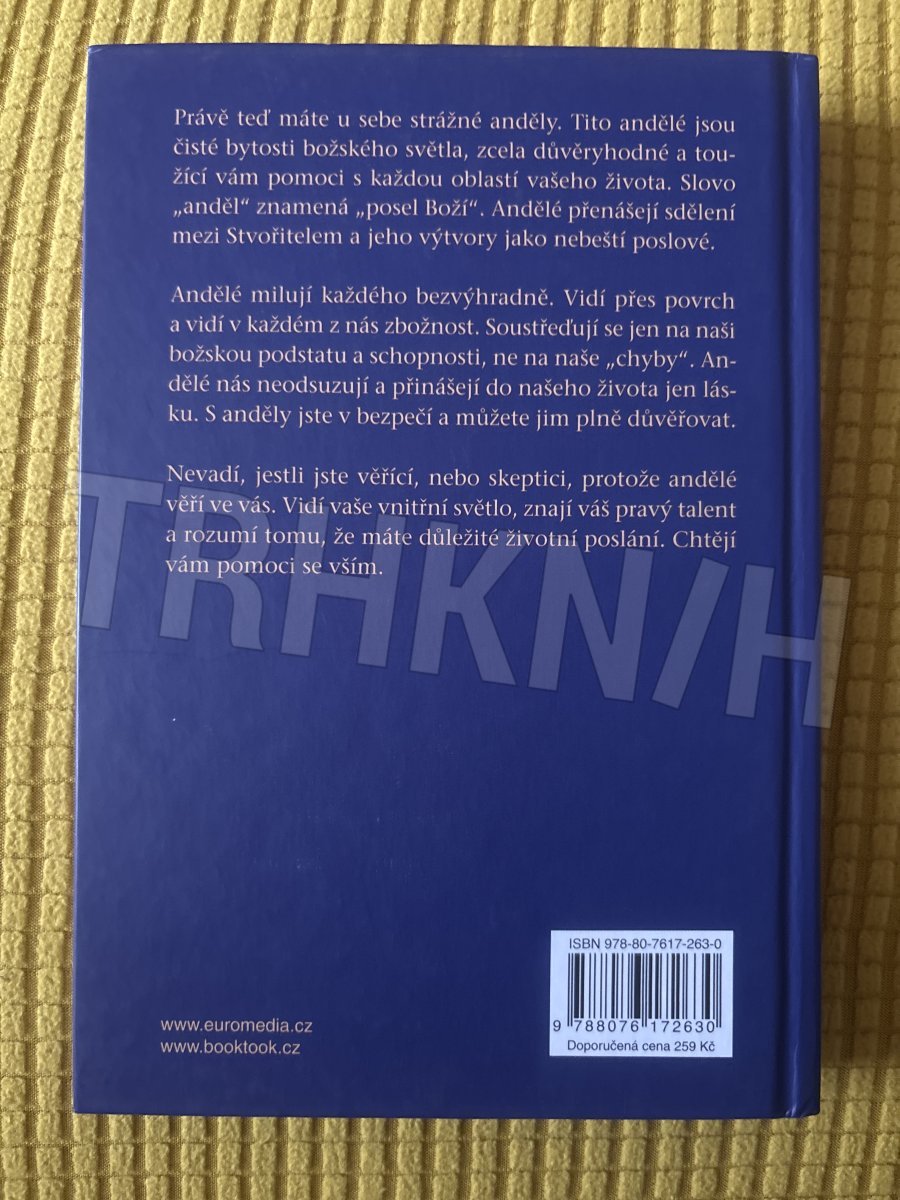 Právě teď máte u sebe strážné anděly. Tito andělé jsou
čisté bytosti božského světla, zcela důvěryhodné a tou-
žící vám pomoci s každou oblastí vašeho života. Slovo
„anděl“ znamená „posel Boží“. Andělé přenášejí sdělení
mezi Stvořitelem a jeho výtvory jako nebeští poslové.
Andělé milují každého bezvýhradně. Vidí přes povrch
a vidí v každém z nás zbožnost. Soustřeďují se jen na naši
božskou podstatu a schopnosti, ne na naše „chyby“. An-
dělé nás neodsuzují a přinášejí do našeho života jen lás-
ku. S anděly jste v bezpečí a můžete jim plně důvěřovat.
Nevadí, jestli jste věřící, nebo skeptici, protože andělé
věří ve vás. Vidí vaše vnitřní světlo, znají váš pravý talent
a rozumí tomu, že máte důležité životní poslání. Chtějí
vám pomoci se vším.
TRHKN/H
ISBN 978-80-7617-263-0
9 788076 172630
Doporučená cena 259 Kč
www.euromedia.cz
www.booktook.cz